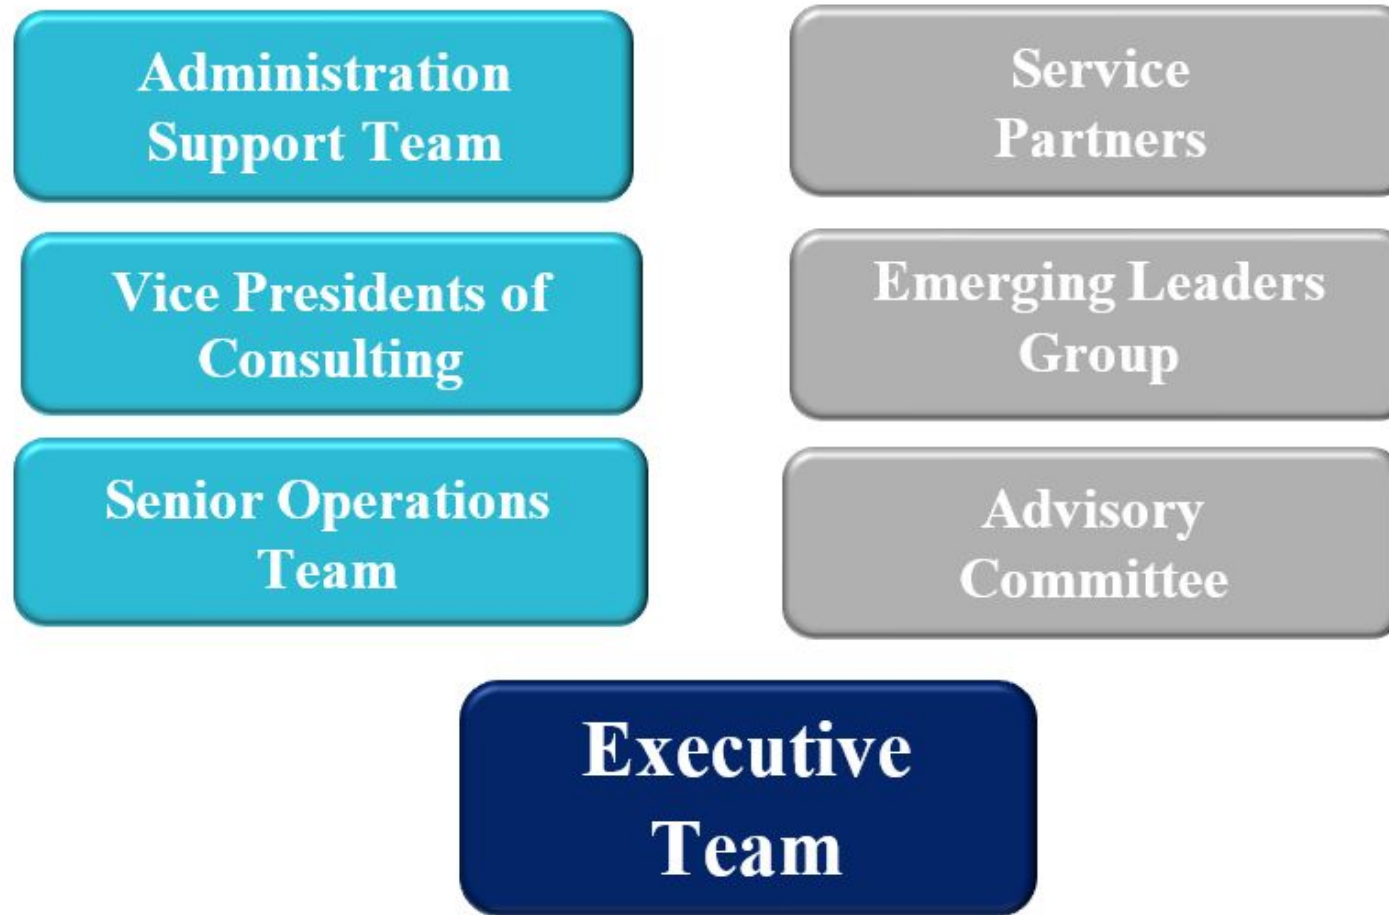 Administration
Support Team
Service
Partners
Vice Presidents of
Consulting
Emerging Leaders
Group
Senior Operations
Team
Advisory
Committee
Executive
Team